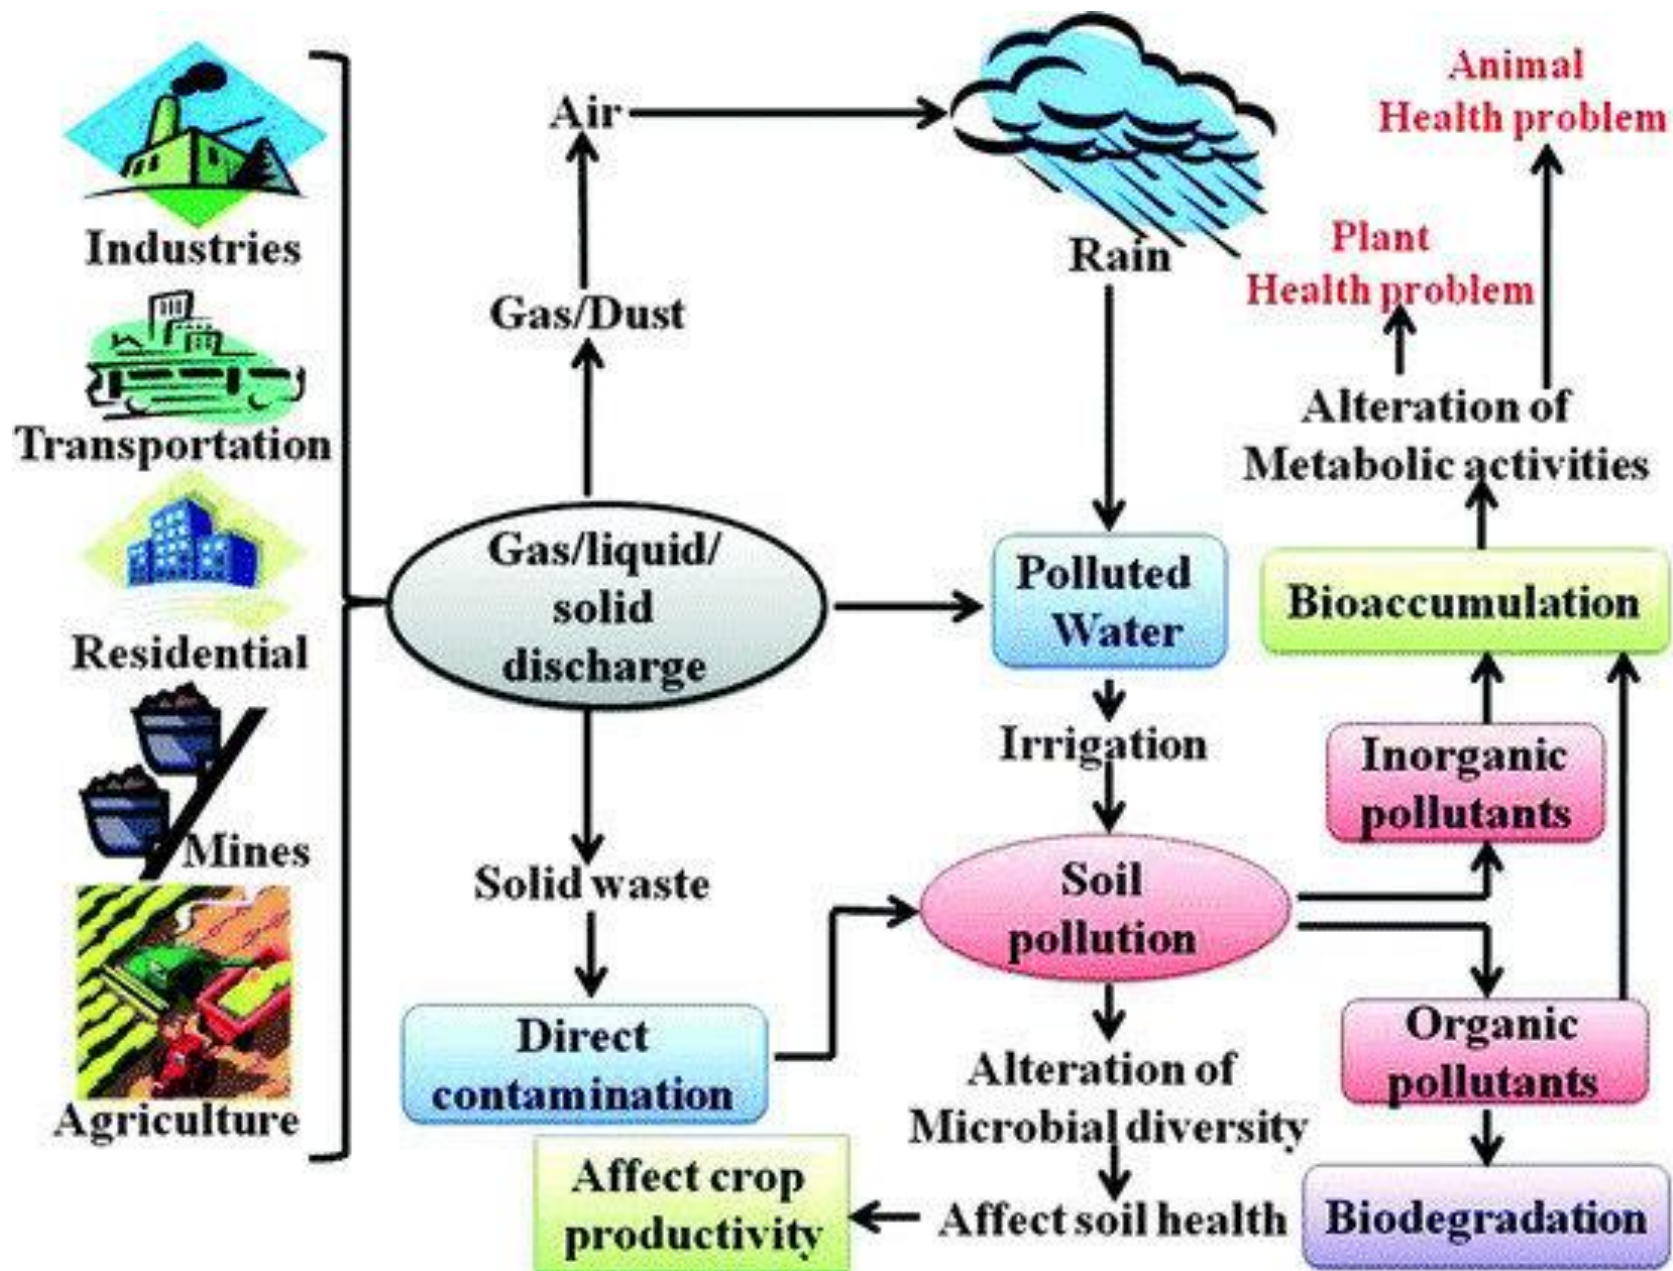 Industries
Transportation
Residential
Mines
Agriculture
Air
Gas/Dust
Gas/liquid/
solid
discharge
Solid waste
Direct
contamination
Rain
Polluted
Water
Irrigation
Soil
pollution
Alteration of
Microbial diversity
Affect soil health
Affect crop
productivity
Animal
Health problem
Plant
Health problem
Alteration of
Metabolic activities
Bioaccumulation
Inorganic
pollutants
Organic
pollutants
Biodegradation